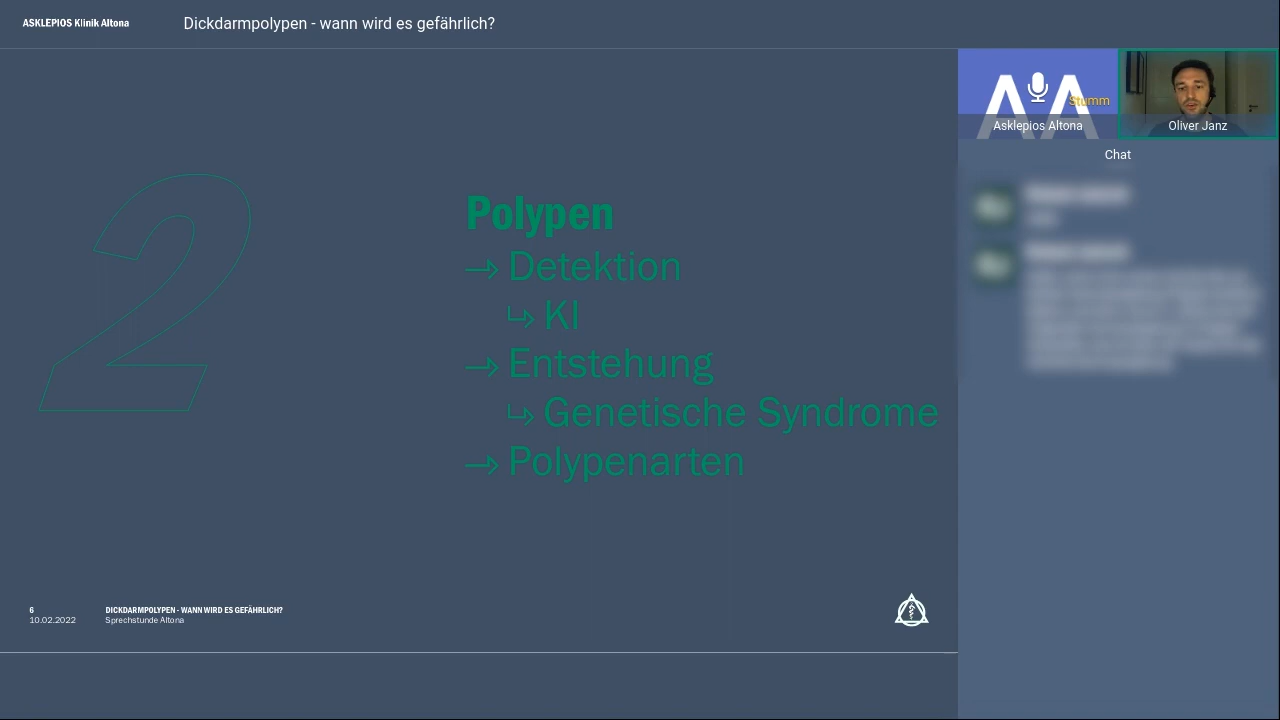 ASKLEPIOS Klinik Altona
Dickdarmpolypen - wann wird es gefährlich?
Stumm
Asklepios Altona
Oliver Janz
Chat
2
Polypen
→ Detektion
↳ KI
→ Entstehung
↳ Genetische Syndrome
→ Polypenarten
6
DICKDARMPOLYPEN - WANN WIRD ES GEFÄHRLICH?
10.02.2022
Sprechstunde Altona